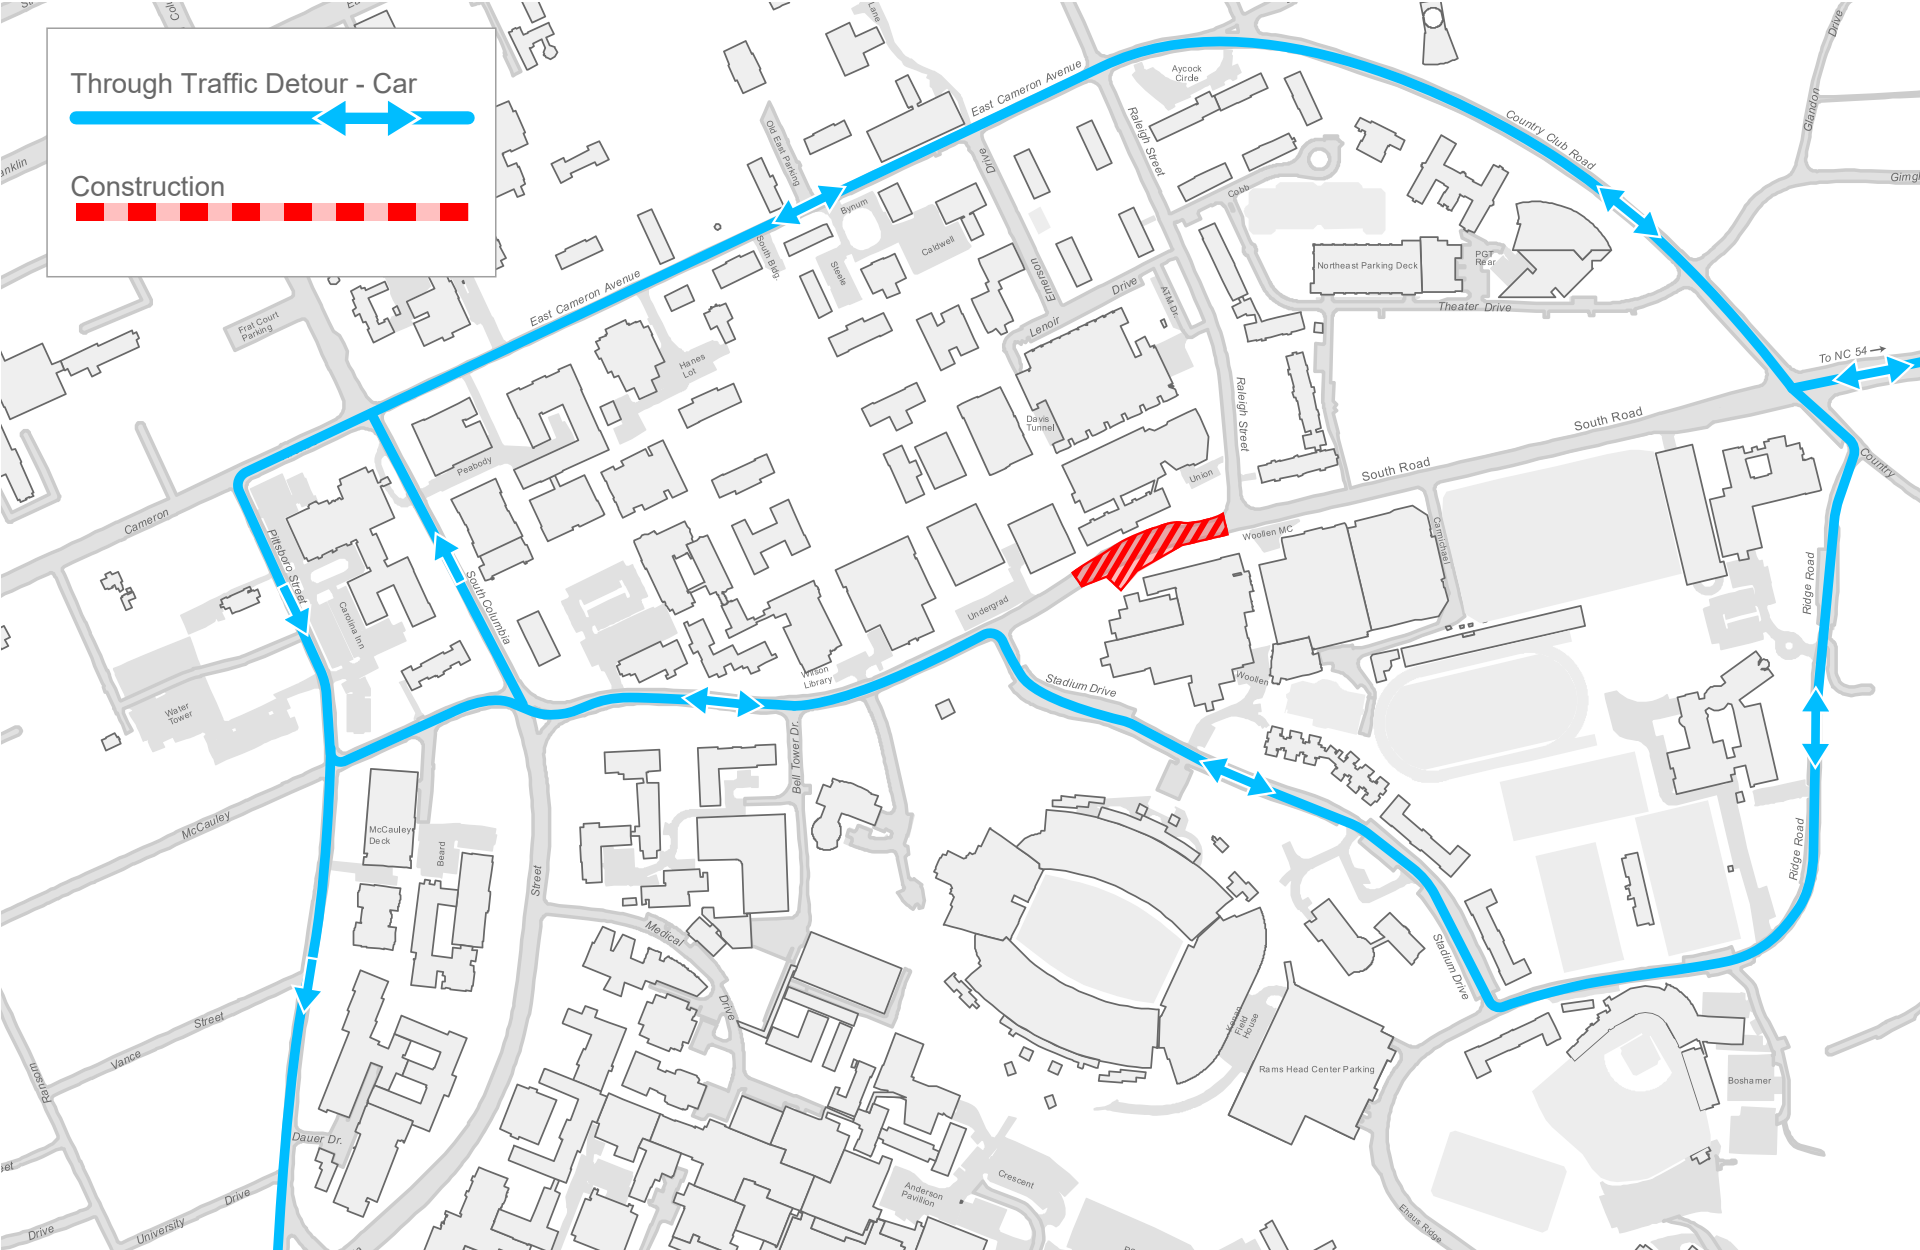 Through Traffic Detour - Car
Construction
Lane
Drive
Glandon
Gimgh
Aycock
Circle
East Cameron Avenue
Country Club Road
Raleigh Street
Old East Parking
Drive
Cobb
Bynum
Caldwell
South Bldg.
Steele
Northeast Parking Deck
PGT
Rear
Theater Drive
Emerson
Drive
ATM Dr.
Lenoir
East Cameron Avenue
Frat Court
Parking
Hanes
Lot
To NC 54
South Road
Davis
Tunnel
Raleigh Street
Peabody
Union
South Road
Country
Cameron
Pittsboro Street
Woollen MC
Carmichael
Ridge Road
South Columbia
Carolina Inn
Undergrad
Wilson
Library
Woollen
Stadium Drive
Water
Tower
Bell Tower Dr.
McCauley
McCauley
Deck
Beard
Street
Ridge Road
Medical
Drive
Stadium Drive
Kenan
Field
House
Street
Vance
Ransom
Rams Head Center Parking
Boshamer
Dauer Dr.
Crescent
Anderson
Pavillion
Drive
University
Drive
Ehaus Ridge